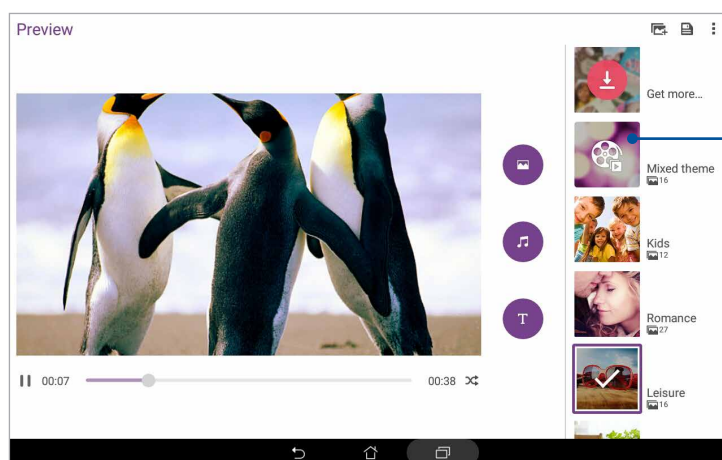 Preview
Get more...
Mixed theme
16
Kids
12
T
Romance
27
00:07
00:38
Leisure
16